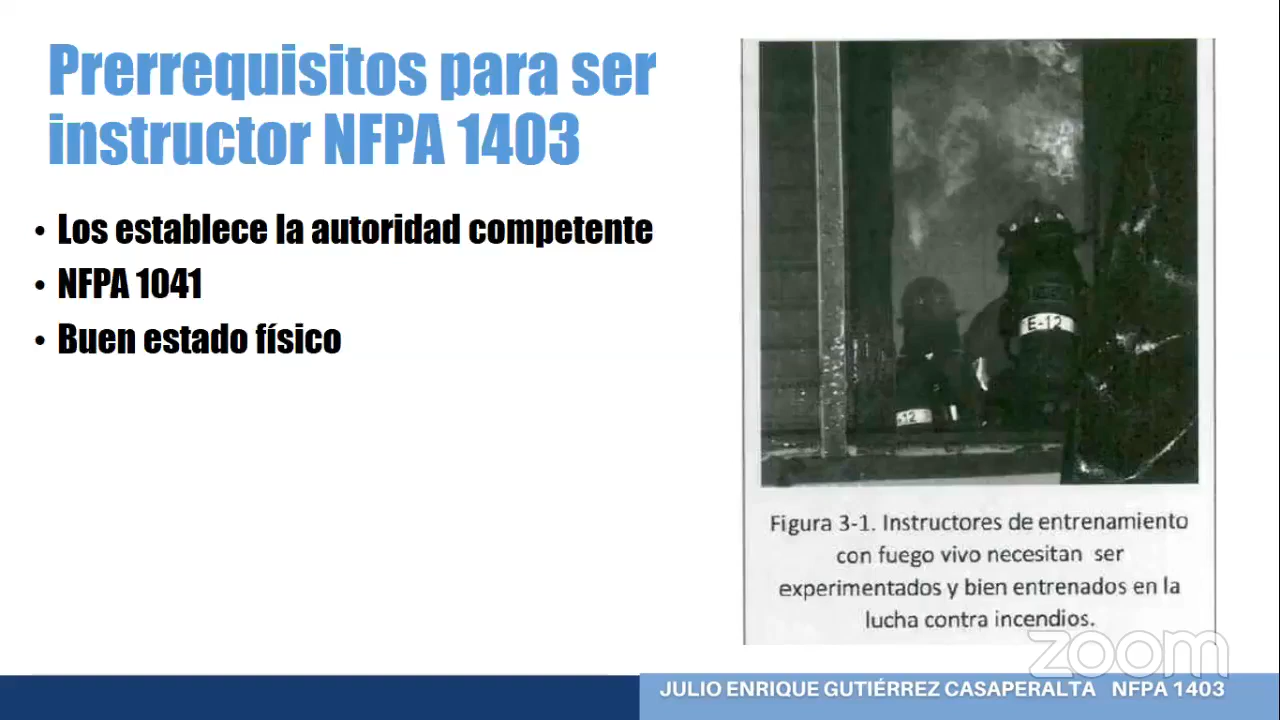 Prerrequisitos para ser
instructor NFPA 1403
• Los establece la autoridad competente
• NFPA 1041
• Buen estado físico
E-12
-12
Figura 3-1. Instructores de entrenamiento
con fuego vivo necesitan ser
experimentados y bien entrenados en la
lucha contra incendios.
zoom
JULIO ENRIQUE GUTIÉRREZ CASAPERALTA NFPA 1403